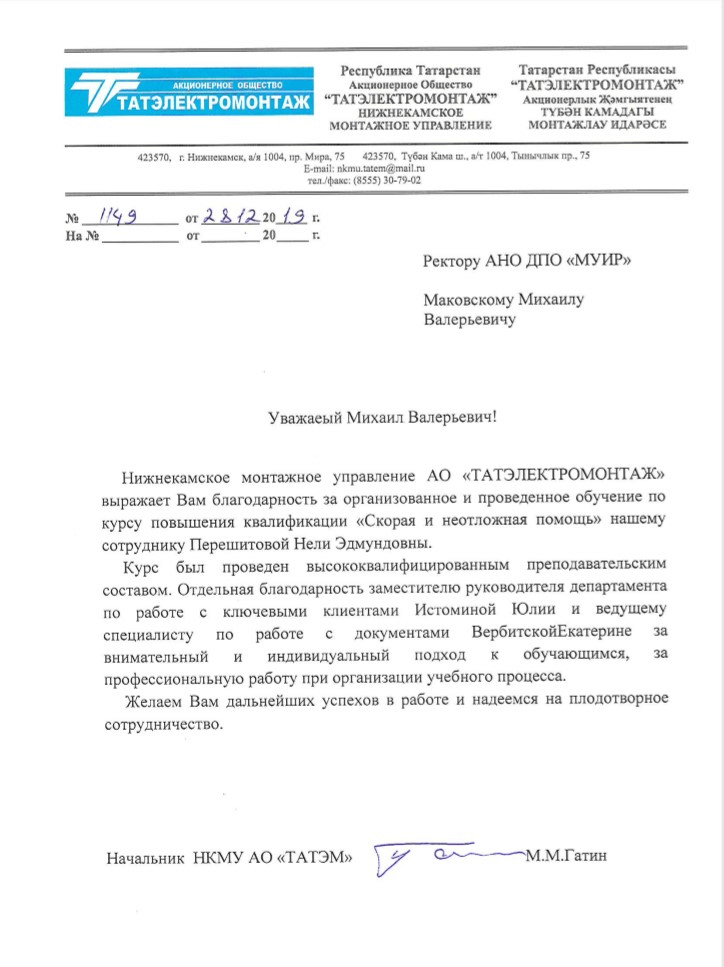 АКЦИОНЕРНОЕ ОБЩЕСТВО
ТАТЭЛЕКТРОМОНТАЖ
Республика Татарстан
Акционерное Общество
“ТАТЭЛЕКТРОМОНТАЖ”
НИЖНЕКАМСКОЕ
МОНТАЖНОЕ УПРАВЛЕНИЕ
Татарстан Республикасы
“ТАТЭЛЕКТРОМОНТАЖ”
Акционерлык Җәмгыятенең
ТҮБӘН КАМАДАГЫ
МОНТАЖЛАУ ИДАРӘСЕ
423570, г. Нижнекамск, а/я 1004, пр. Мира, 75 423570, Түбән Кама ш., а/т 1004, Тынычлык пр., 75
E-mail: nkmu.tatem@mail.ru
тел./факс: (8555) 30-79-02
№ 1149 от 28.12 2019 г.
На № от 20 г.
Ректору АНО ДПО «МУИР»
Маковскому Михаилу
Валерьевичу
Уважаеый Михаил Валерьевич!
Нижнекамское монтажное управление АО «ТАТЭЛЕКТРОМОНТАЖ»
выражает Вам благодарность за организованное и проведенное обучение по
курсу повышения квалификации «Скорая и неотложная помощь» нашему
сотруднику Перешитовой Нели Эдмундовны.
Курс был проведен высококвалифицированным преподавательским
составом. Отдельная благодарность заместителю руководителя департамента
по работе с ключевыми клиентами Истоминой Юлии и ведущему
специалисту по работе с документами ВербитскойЕкатерине за
внимательный и индивидуальный подход к обучающимся, за
профессиональную работу при организации учебного процесса.
Желаем Вам дальнейших успехов в работе и надеемся на плодотворное
сотрудничество.
Начальник НКМУ АО «ТАТЭМ» М.М.Гатин